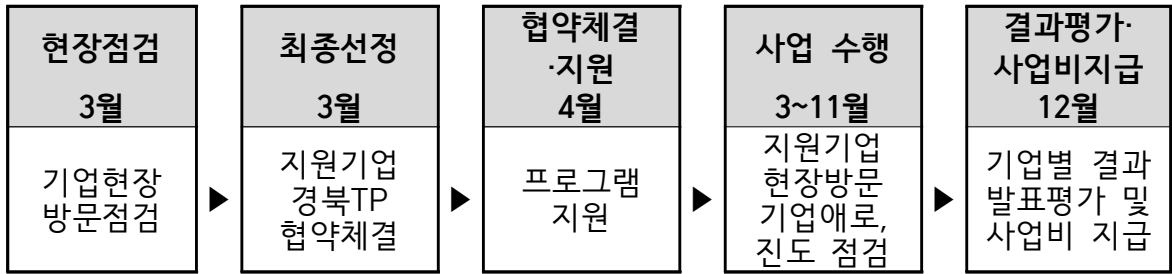 현장점검
3월
기업현장
방문점검
▶
최종선정
3월
지원기업
경북TP
협약체결
▶
협약체결
·지원
4월
프로그램
지원
▶
사업 수행
3~11월
지원기업
현장방문
기업애로,
진도 점검
▶
결과평가·
사업비지급
12월
기업별 결과
발표평가 및
사업비 지급